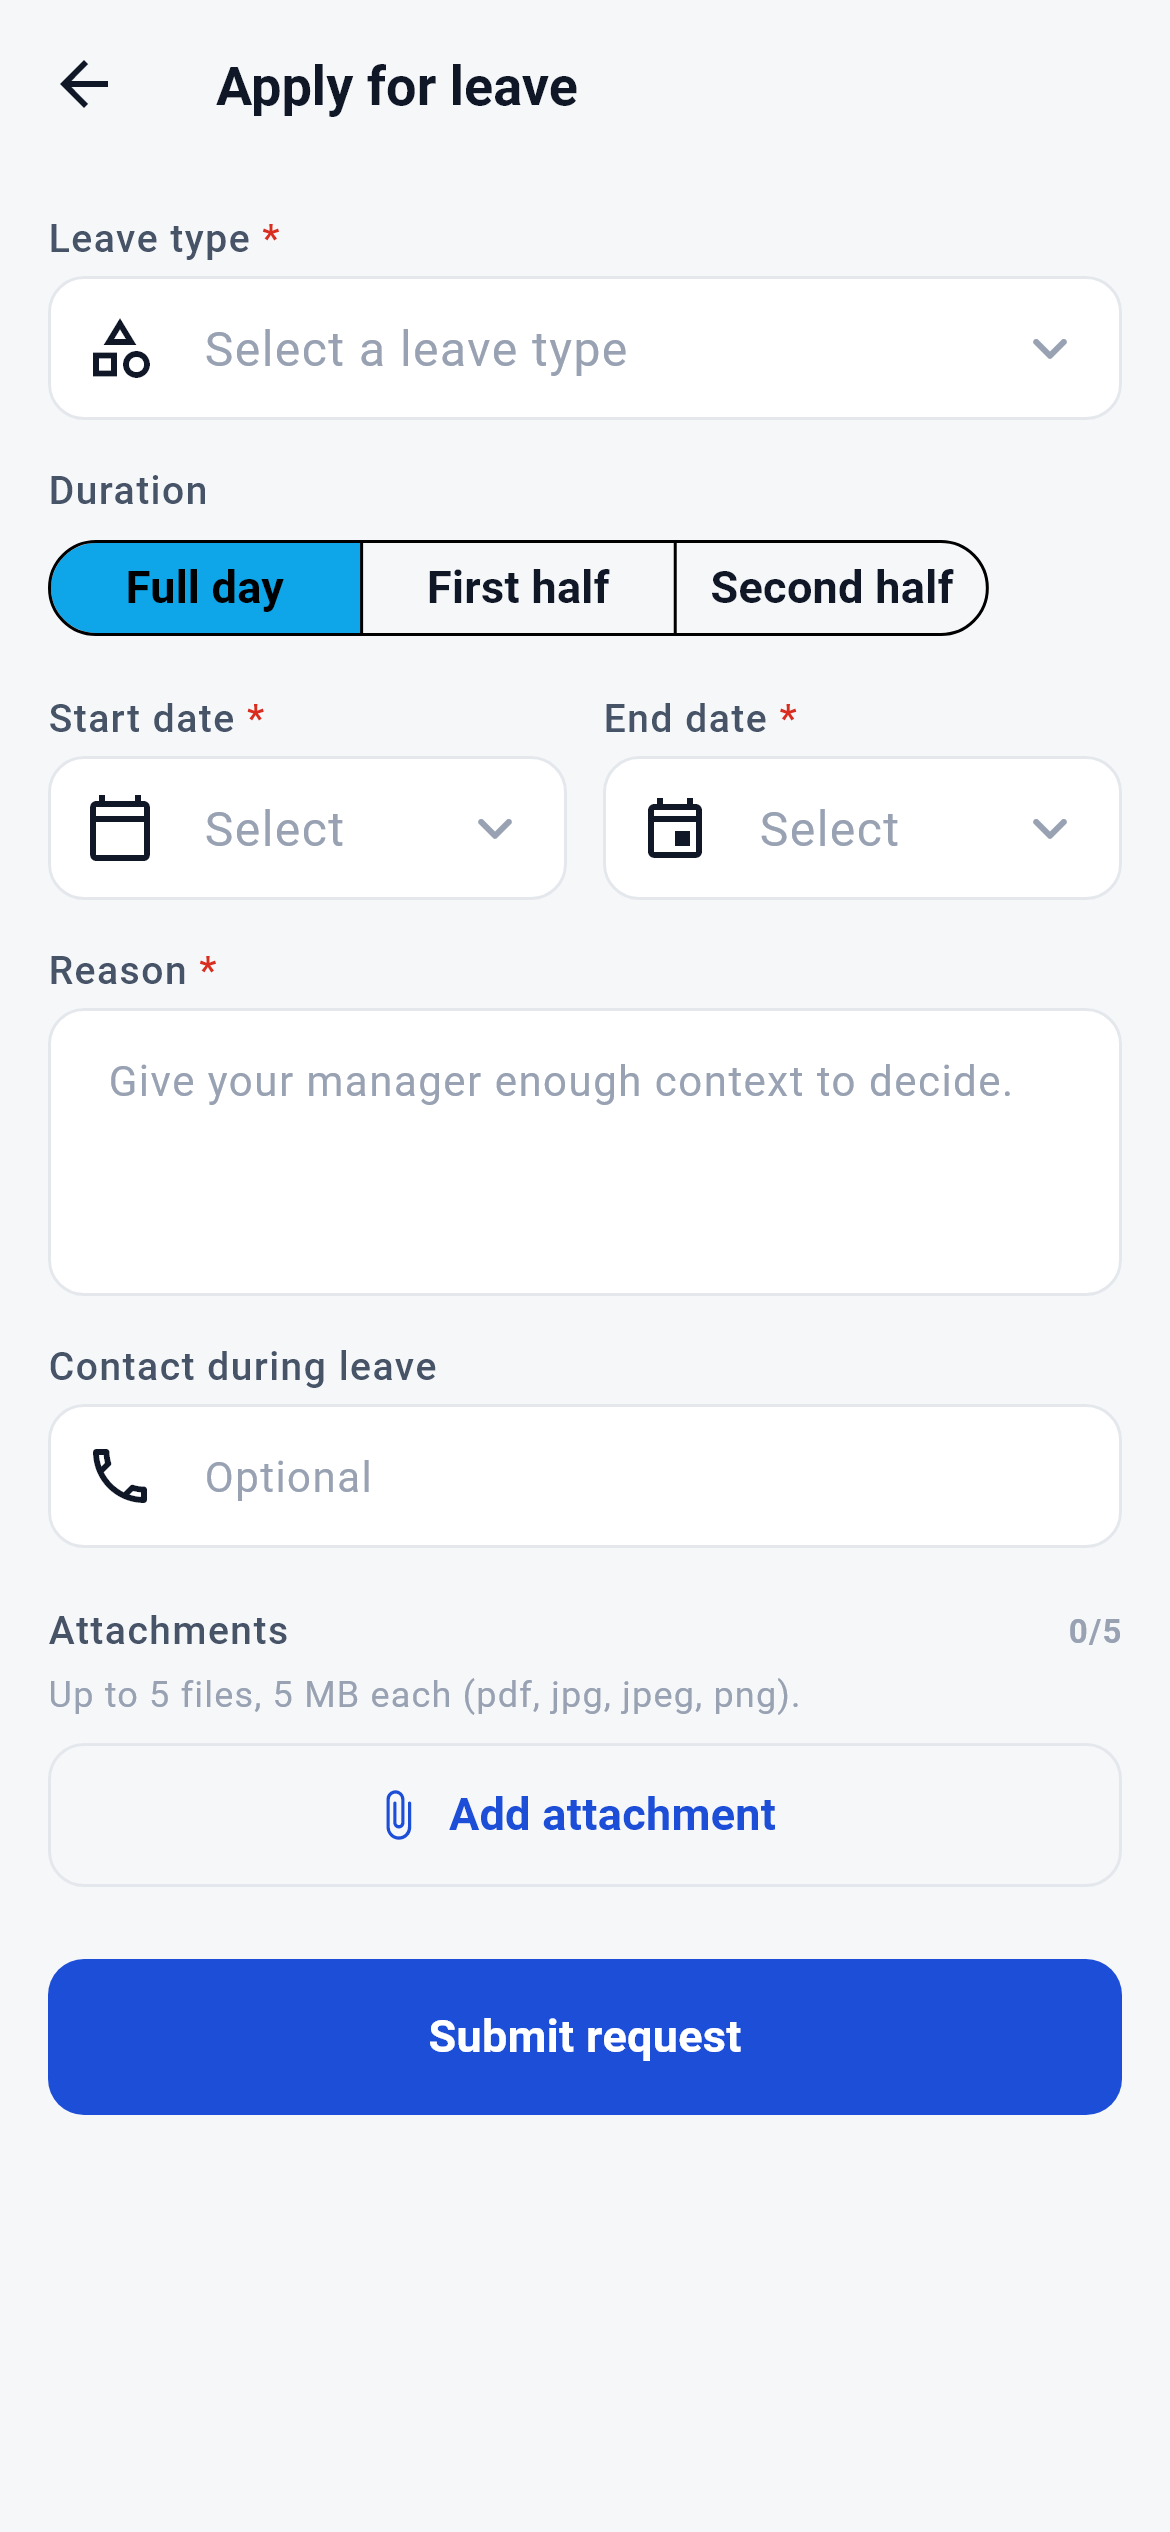 Apply for leave
Leave type *
Select a leave type
Duration
Full day First half Second half
Start date * End date *
Select Select
Reason *
Give your manager enough context to decide.
Contact during leave
Optional
Attachments 0/5
Up to 5 files, 5 MB each (pdf, jpg, jpeg, png).
Add attachment
Submit request